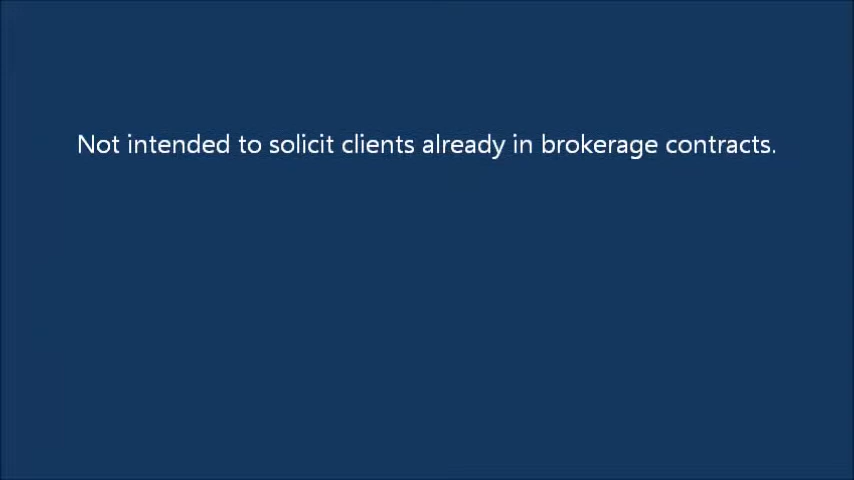 Not intended to solicit clients already in brokerage contracts.